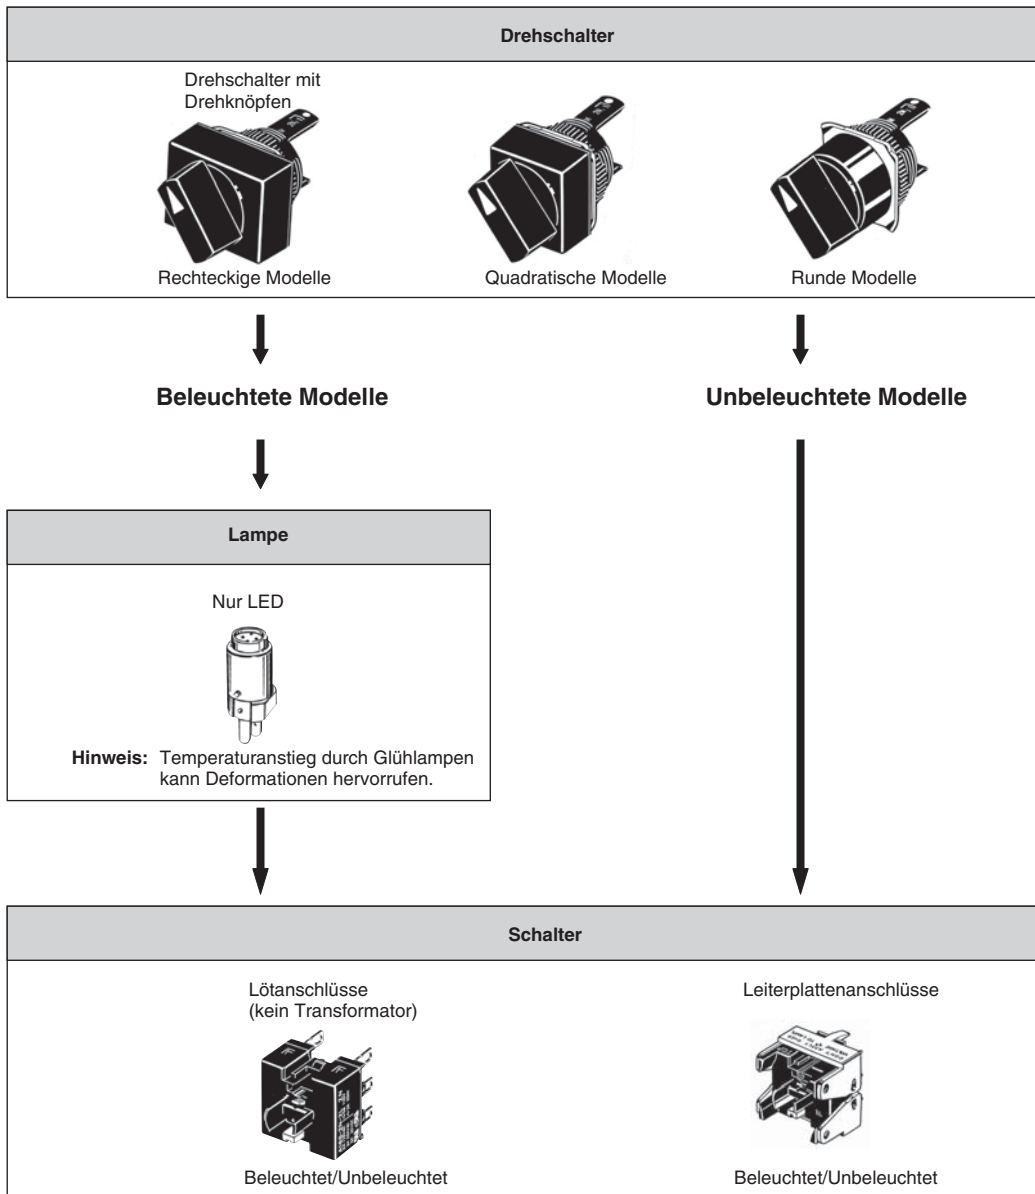 Drehschalter
Drehschalter mit
Drehknöpfen
Rechteckige Modelle
Quadratische Modelle
Runde Modelle
Beleuchtete Modelle
Unbeleuchtete Modelle
Lampe
Nur LED
Hinweis: Temperaturanstieg durch Glühlampen
kann Deformationen hervorrufen.
Schalter
Lötanschlüsse
(kein Transformator)
Leiterplattenanschlüsse
Beleuchtet/Unbeleuchtet
Beleuchtet/Unbeleuchtet